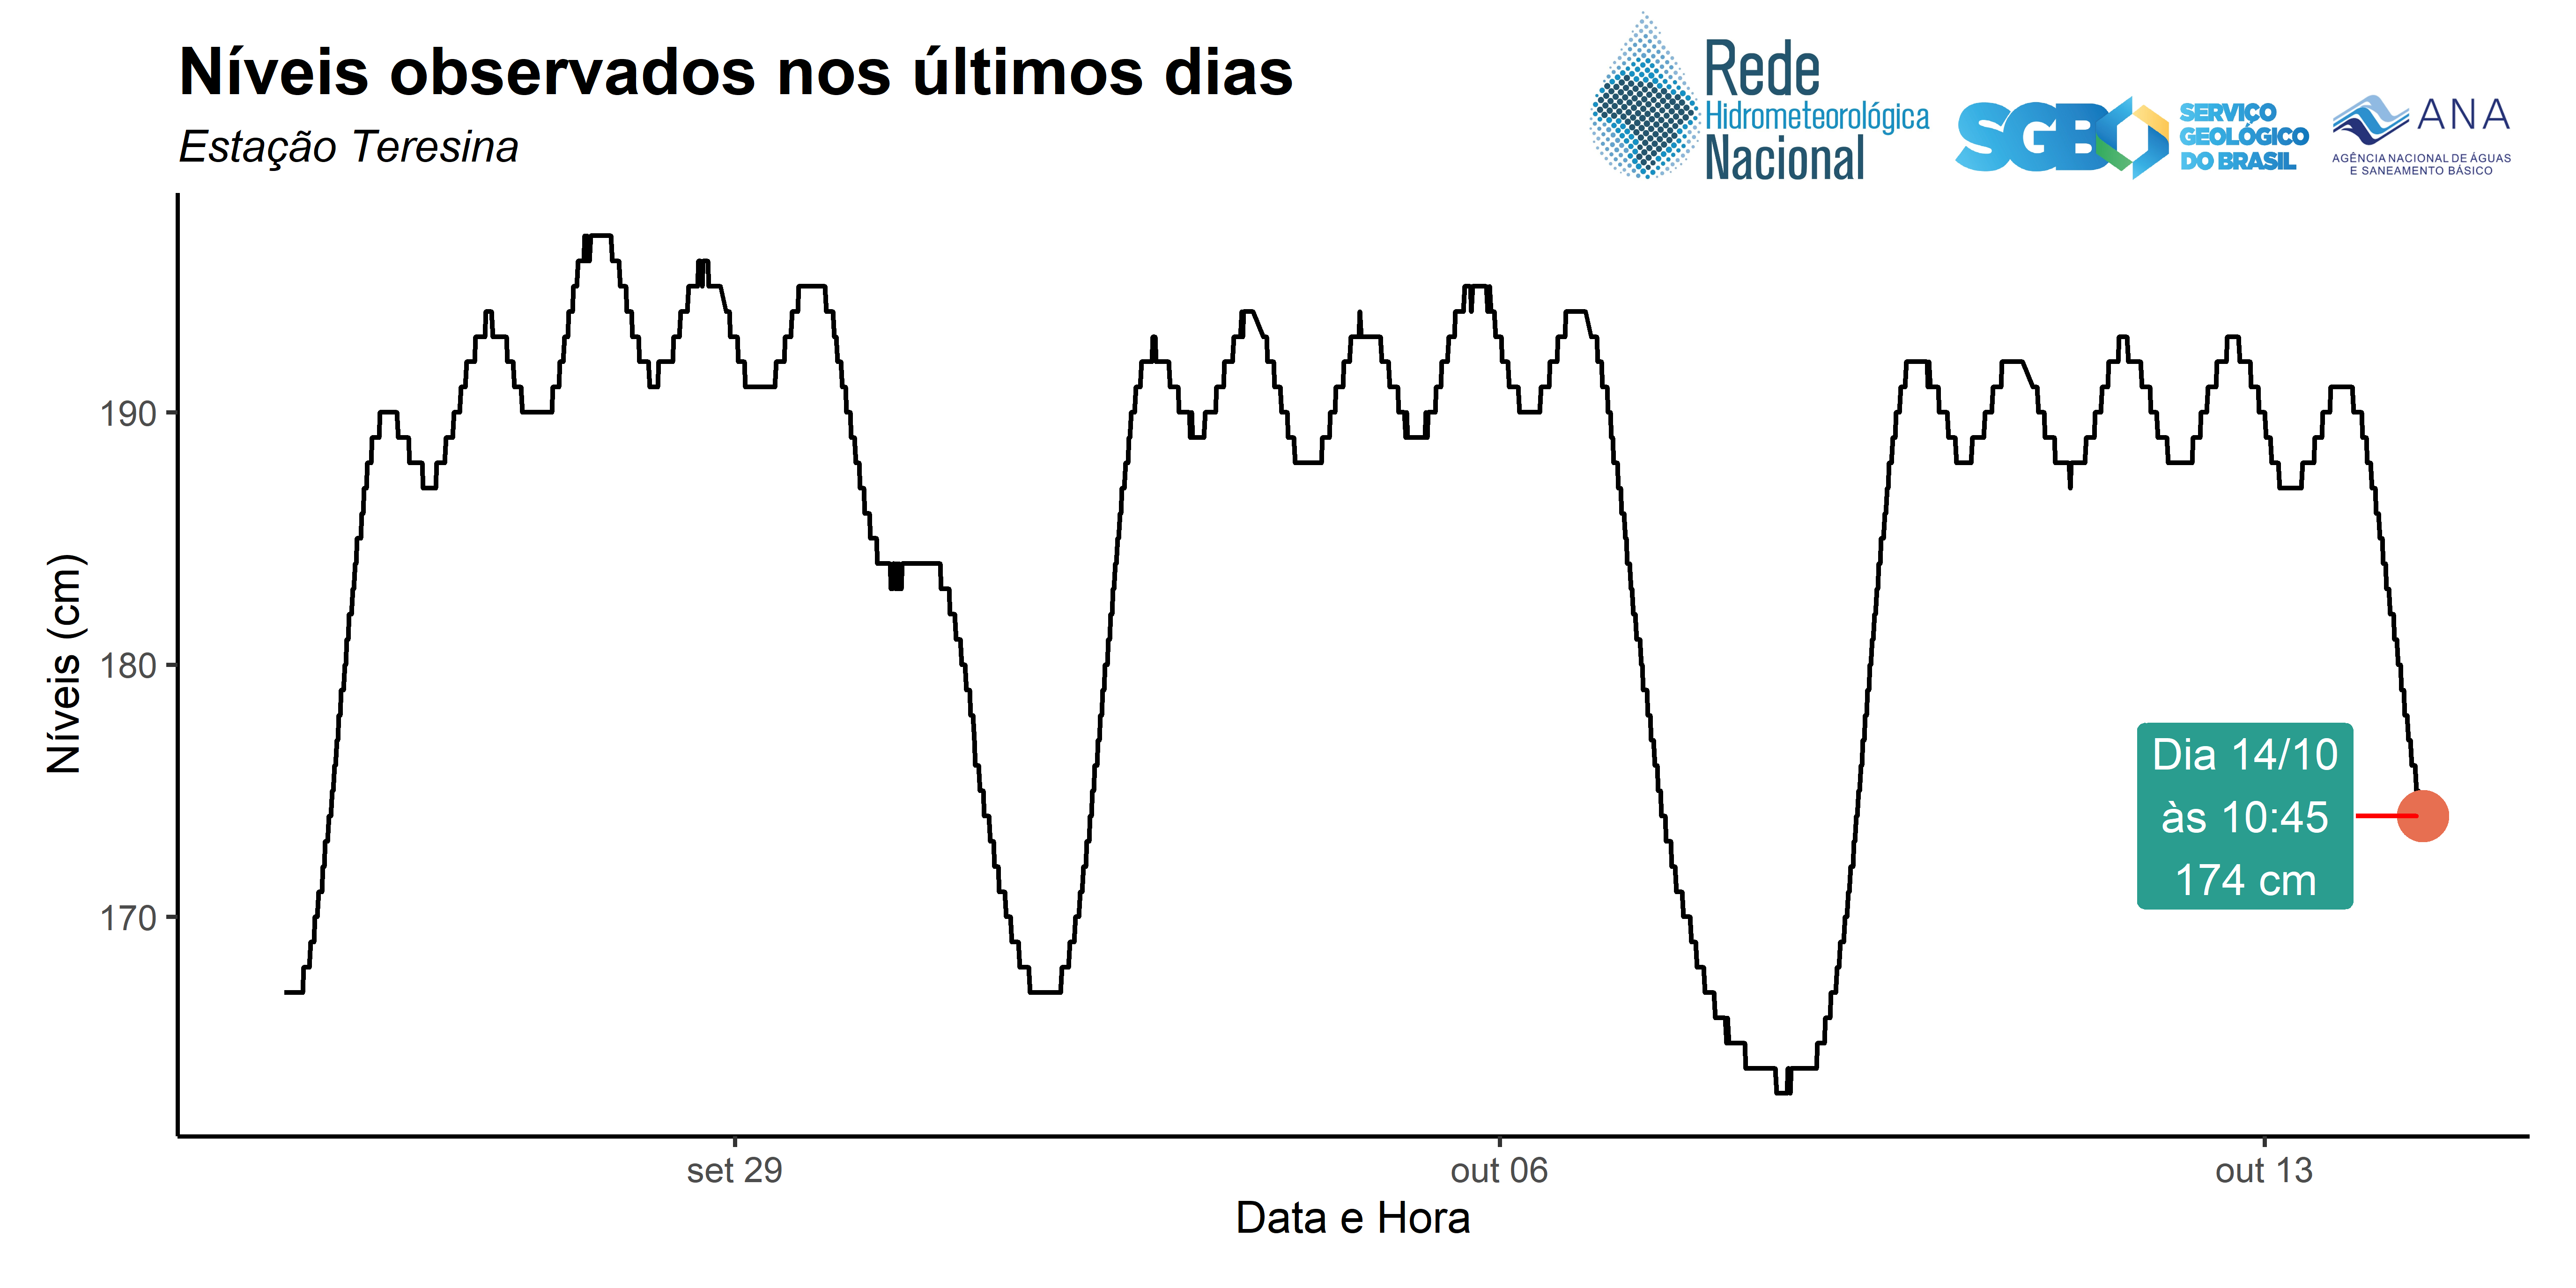 Níveis observados nos últimos dias
Estação Teresina
Rede
Hidrometeorológica
Nacional
SGB
SERVIÇO
GEOLÓGICO
DO BRASIL
ANA
AGÊNCIA NACIONAL DE ÁGUAS
E SANEAMENTO BÁSICO
Níveis (cm)
190
180
170
Dia 14/10
às 10:45
174 cm
set 29
out 06
out 13
Data e Hora